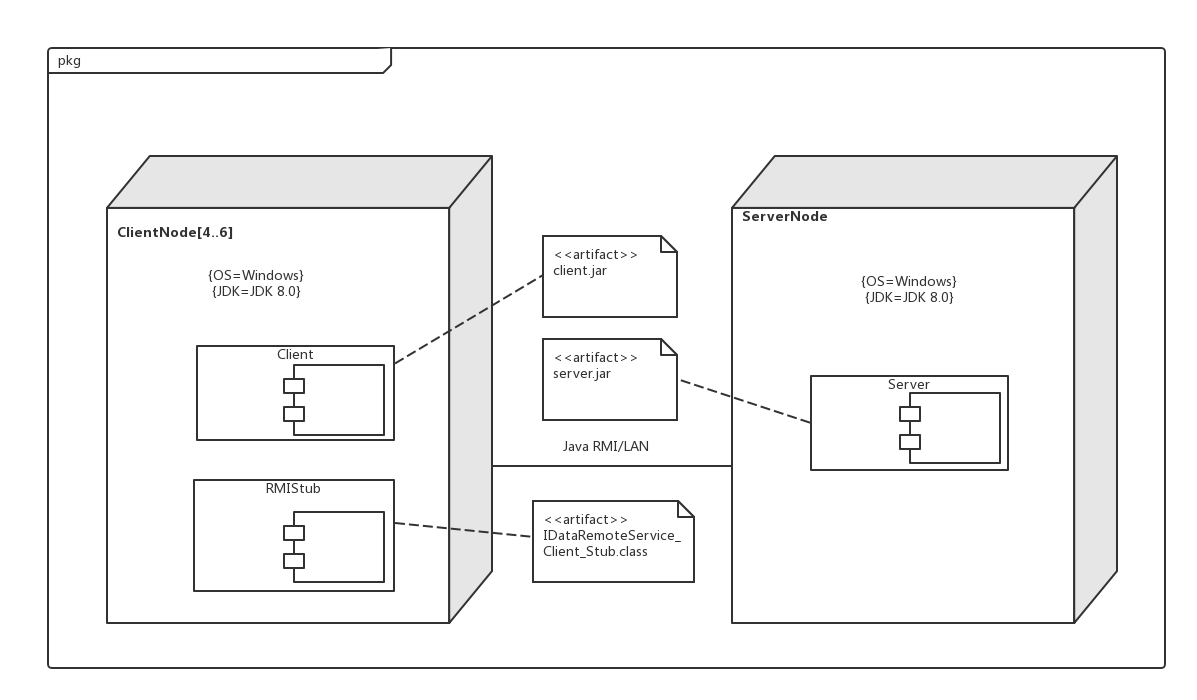 pkg
ClientNode[4..6]
{OS=Windows}
{JDK=JDK 8.0}
Client
RMIStub
<<artifact>>
client.jar
<<artifact>>
server.jar
Java RMI/LAN
<<artifact>>
IDataRemoteService_
Client_Stub.class
ServerNode
{OS=Windows}
{JDK=JDK 8.0}
Server